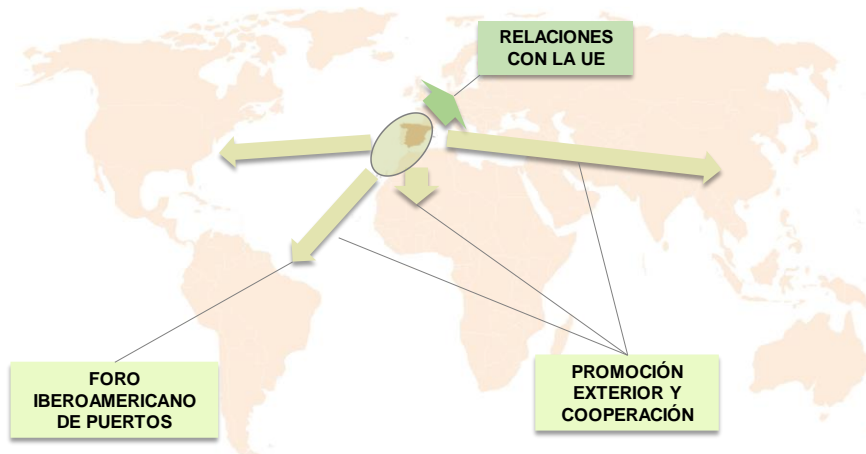 RELACIONES
CON LA UE
FORO
IBEROAMERICANO
DE PUERTOS
PROMOCIÓN
EXTERIOR Y
COOPERACIÓN